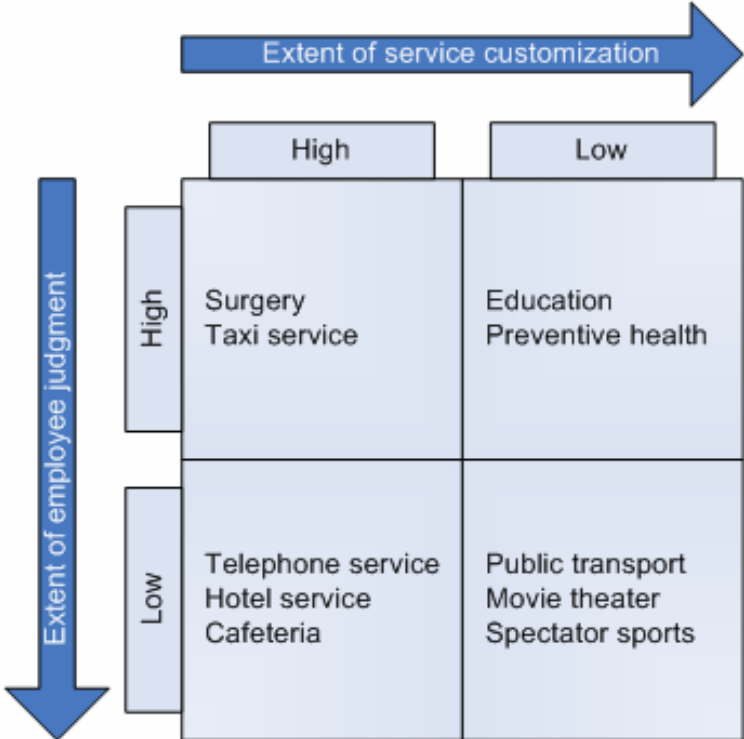 Extent of service customization
High
Low
Extent of employee judgment
High
Surgery
Taxi service
Education
Preventive health
Low
Telephone service
Hotel service
Cafeteria
Public transport
Movie theater
Spectator sports